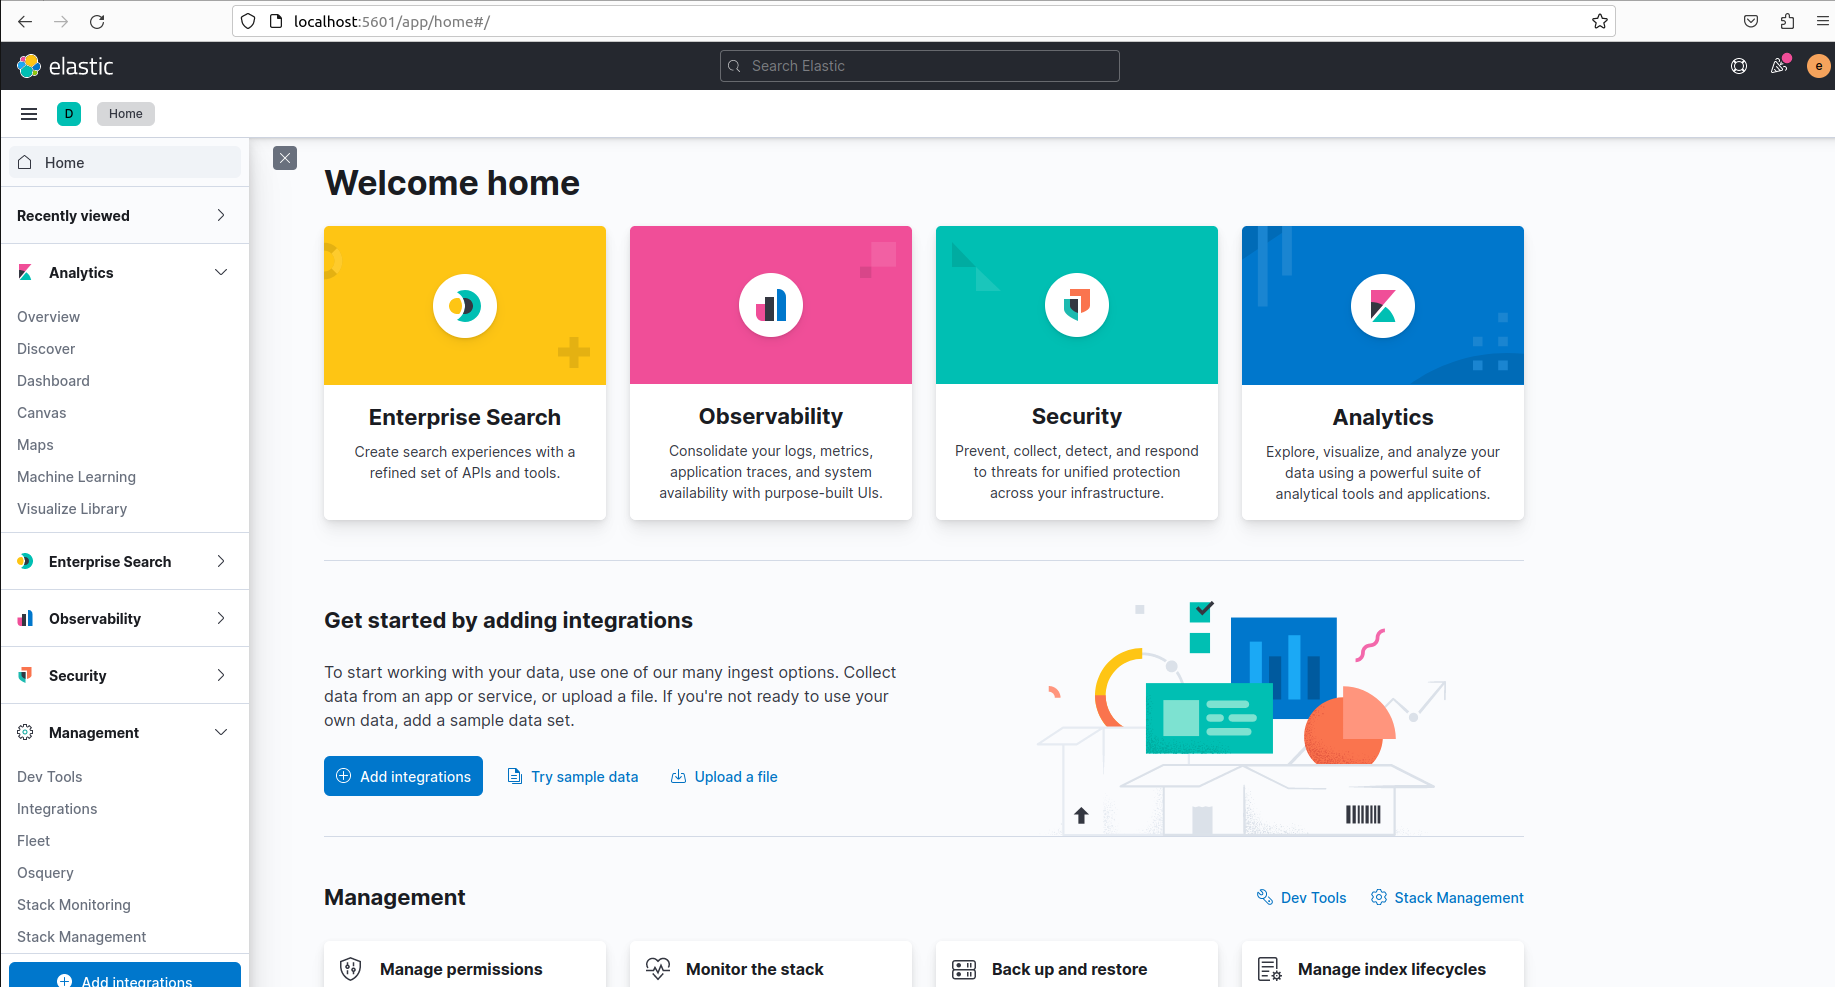 localhost:5601/app/home#/
elastic
Search Elastic
e
D
Home
Home
Recently viewed
Analytics
Overview
Discover
Dashboard
Canvas
Maps
Machine Learning
Visualize Library
Enterprise Search
Observability
Security
Management
Dev Tools
Integrations
Fleet
Osquery
Stack Monitoring
Stack Management
Add integrations
Welcome home
Enterprise Search
Create search experiences with a
refined set of APIs and tools.
Observability
Consolidate your logs, metrics,
application traces, and system
availability with purpose-built UIs.
Security
Prevent, collect, detect, and respond
to threats for unified protection
across your infrastructure.
Analytics
Explore, visualize, and analyze your
data using a powerful suite of
analytical tools and applications.
Get started by adding integrations
To start working with your data, use one of our many ingest options. Collect
data from an app or service, or upload a file. If you're not ready to use your
own data, add a sample data set.
Add integrations
Try sample data
Upload a file
Management
Dev Tools
Stack Management
Manage permissions
Monitor the stack
Back up and restore
Manage index lifecycles